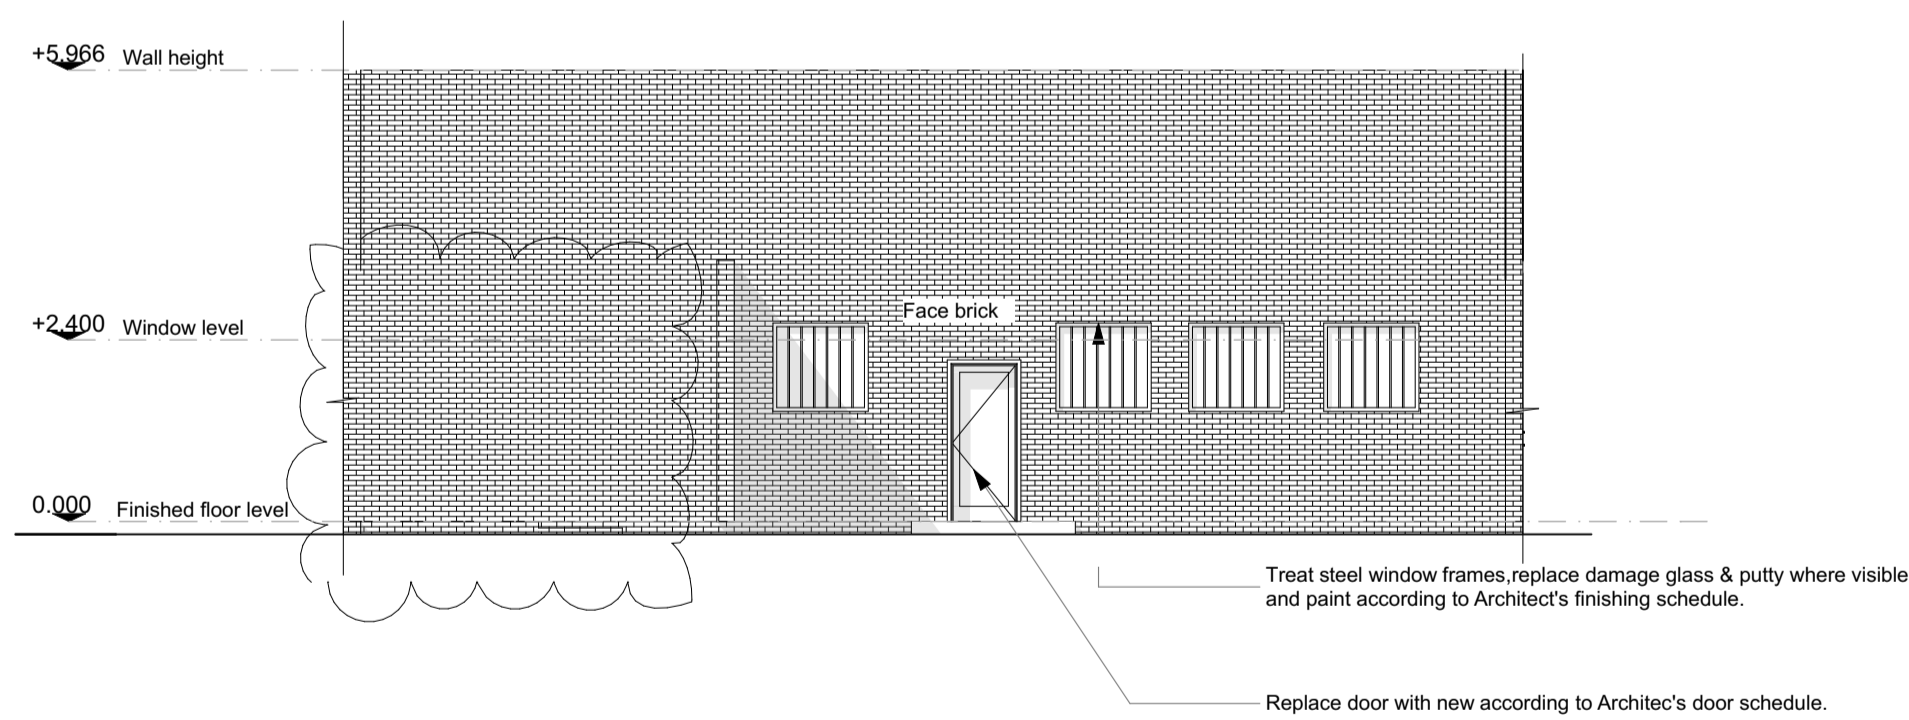 +5.966 Wall height
Face brick
+2.400 Window level
0.000 Finished floor level
Treat steel window frames,replace damage glass & putty where visible
and paint according to Architect's finishing schedule.
Replace door with new according to Architec's door schedule.